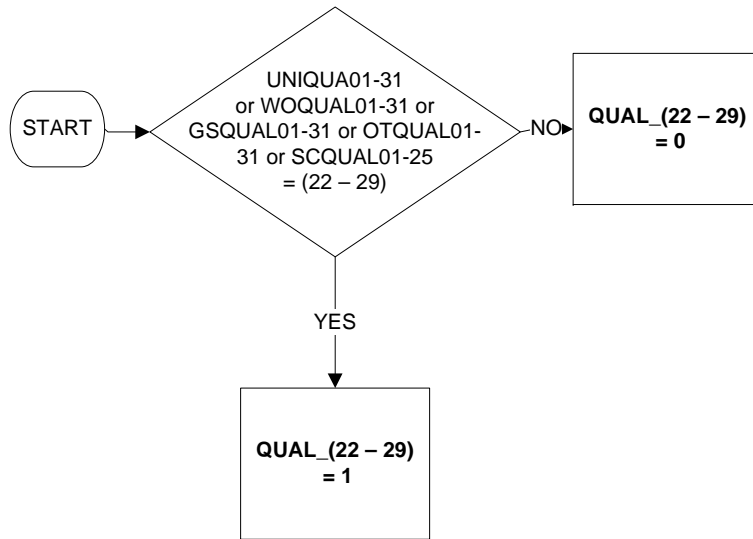 START
UNIQUA01-31
or WOQUAL01-31 or
GSQUAL01-31 or OTQUAL01-
31 or SCQUAL01-25
= (22 – 29)
NO
QUAL_(22 – 29)
= 0
YES
QUAL_(22 – 29)
= 1